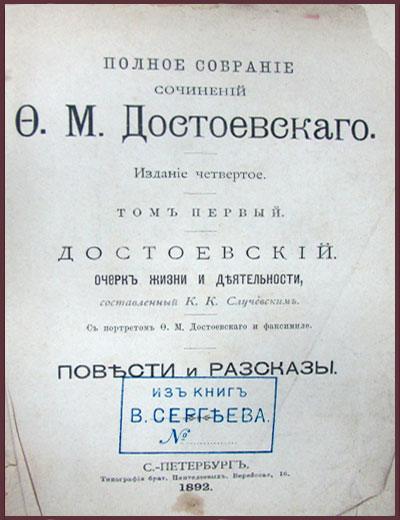 ПОЛНОЕ СОБРАНІЕ
СОЧИНЕНІЙ
Ѳ. М. Достоевскаго.
Изданіе четвертое.
ТОМЪ ПЕРВЫЙ.
ДОСТОЕВСКІЙ.
ОЧЕРКЪ ЖИЗНИ И ДѢЯТЕЛЬНОСТИ,
составленный К. К. Случевскимъ.
Съ портретомъ Ѳ. М. Достоевскаго и факсимиле.
ПОВѢСТИ и РАЗСКАЗЫ.
ИЗЪ КНИГЪ
В. СЕРГѢЕВА.
№
С.-ПЕТЕРБУРГЪ.
Типографія брат. Пантелеевыхъ. Верейская, 16.
1892.